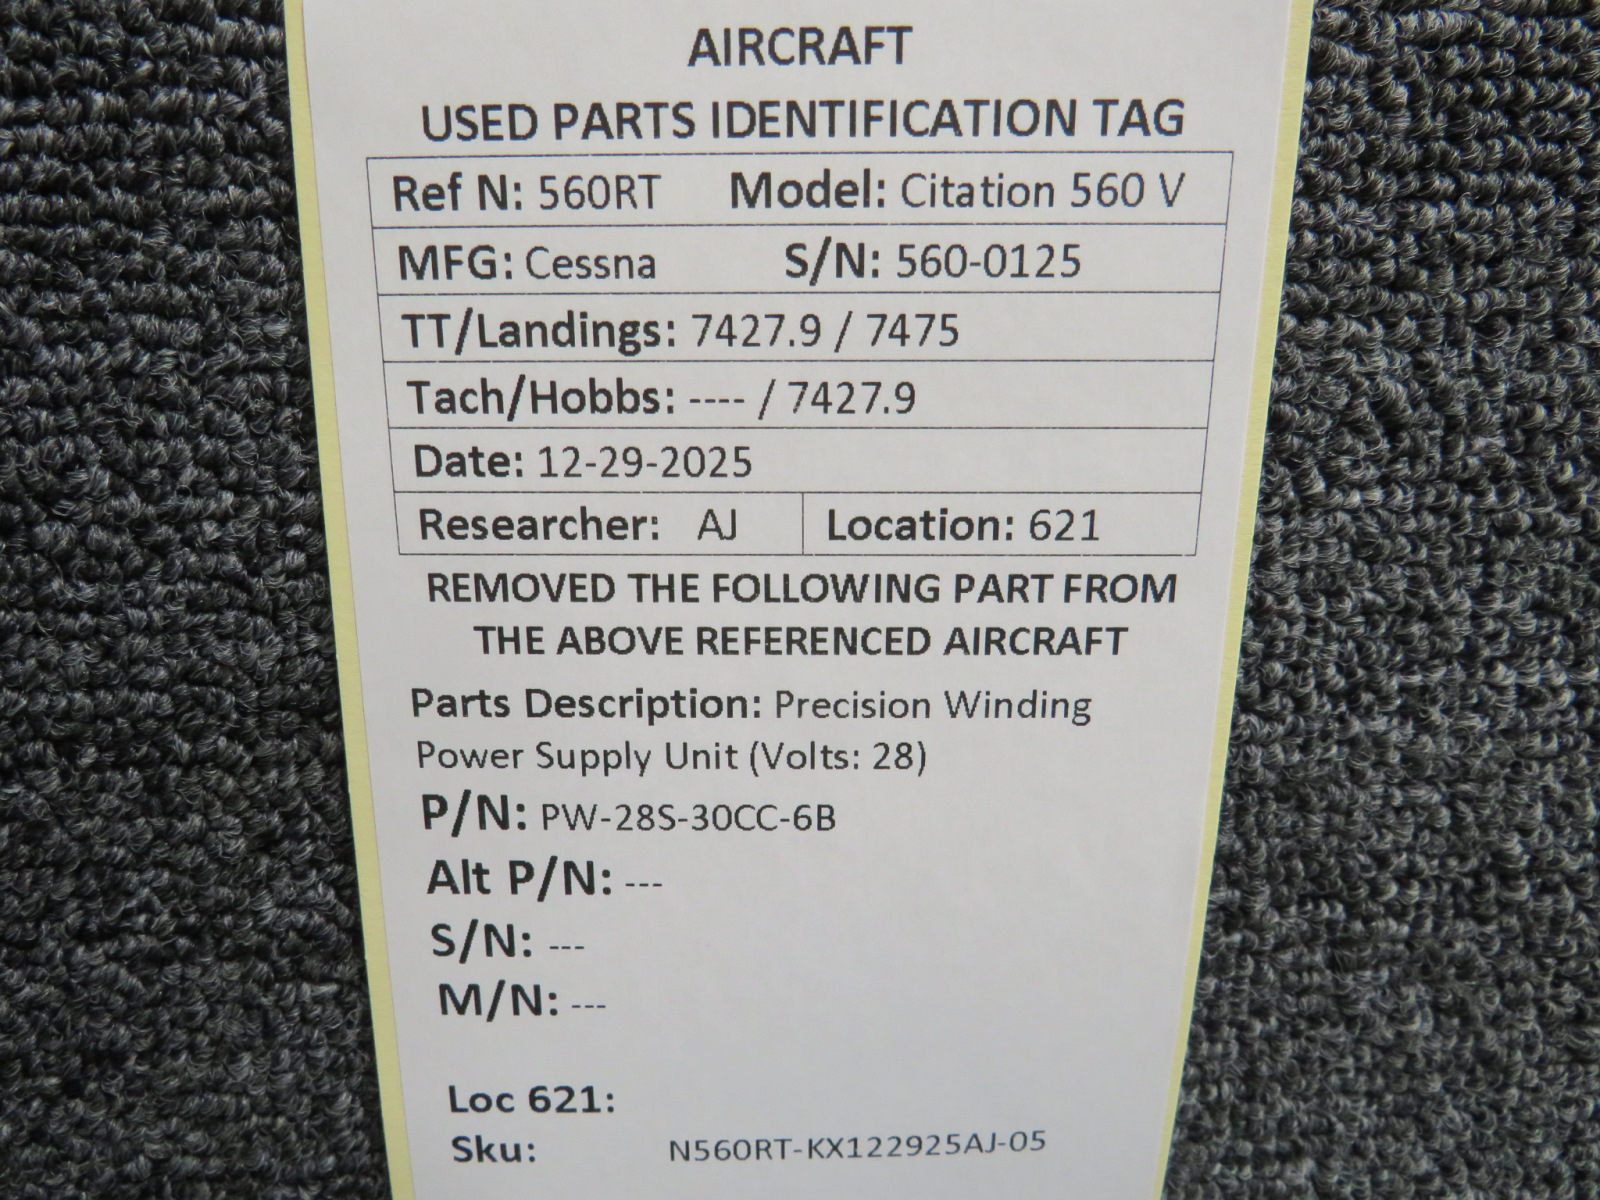 AIRCRAFT
USED PARTS IDENTIFICATION TAG
Ref N: 560RT Model: Citation 560 V
MFG: Cessna S/N: 560-0125
TT/Landings: 7427.9 / 7475
Tach/Hobbs: ---- / 7427.9
Date: 12-29-2025
Researcher: AJ Location: 621
REMOVED THE FOLLOWING PART FROM
THE ABOVE REFERENCED AIRCRAFT
Parts Description: Precision Winding
Power Supply Unit (Volts: 28)
P/N: PW-28S-30CC-6B
Alt P/N: ---
S/N: ---
M/N: ---
Loc 621:
Sku: N560RT-KX122925AJ-05